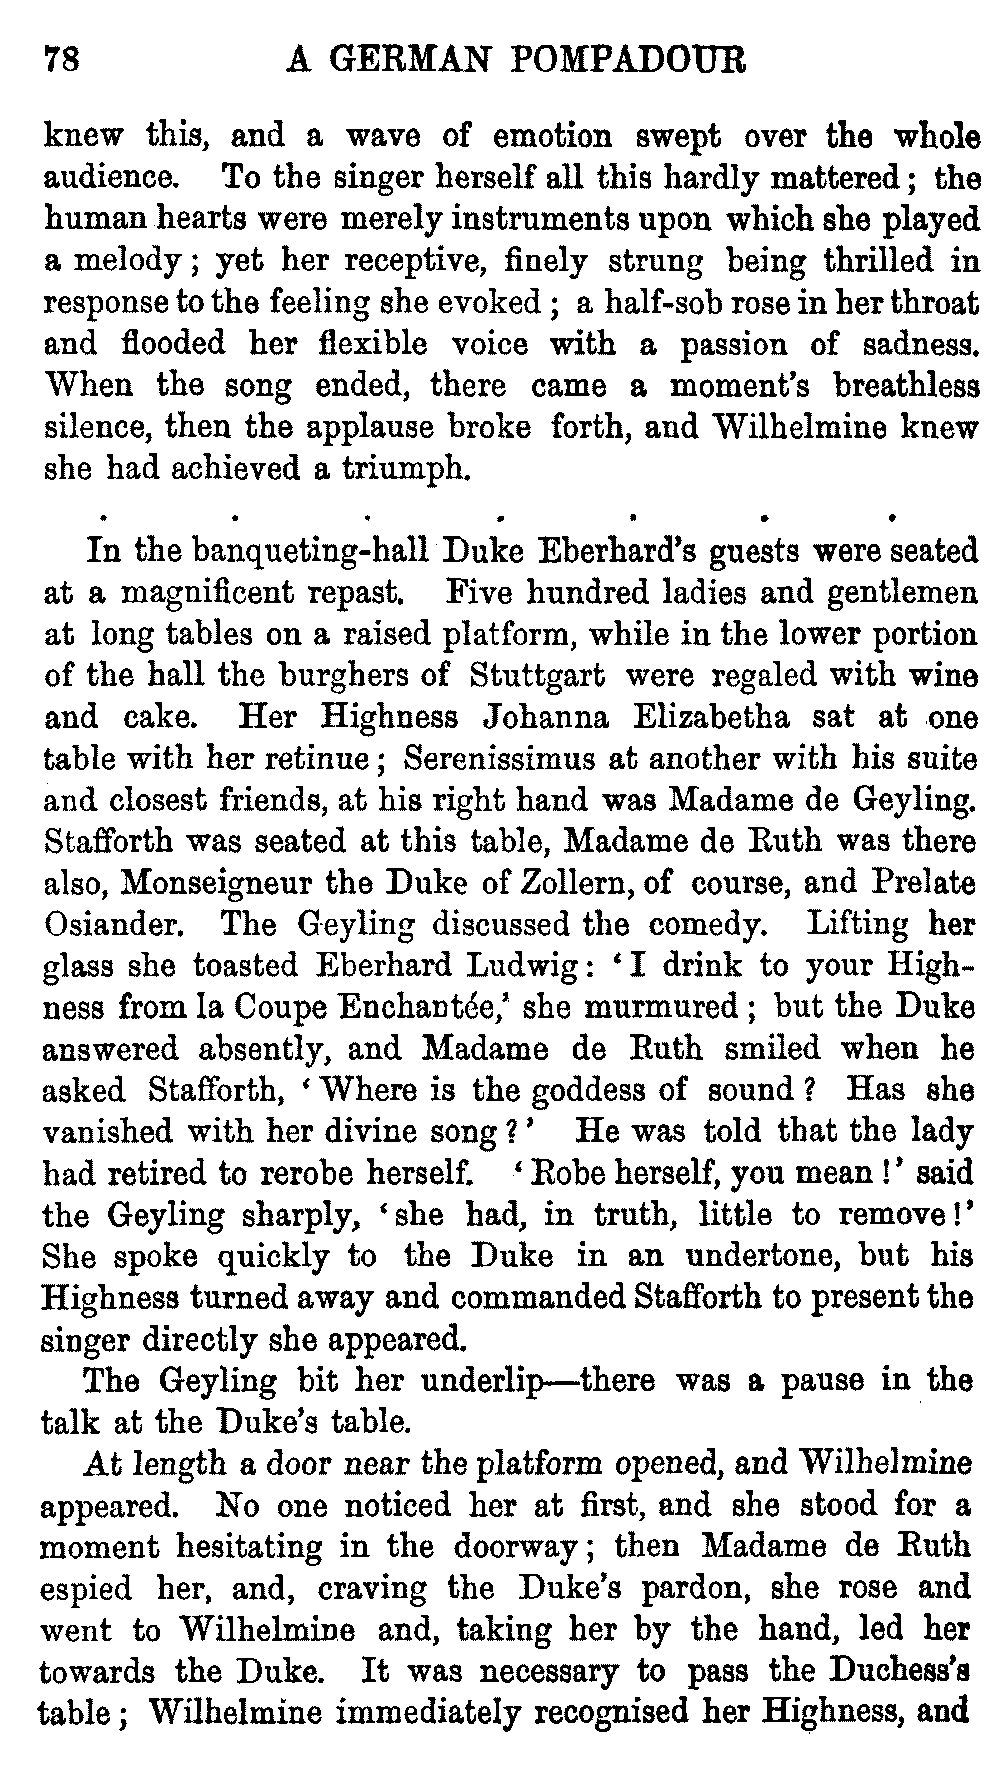 78 A GERMAN POMPADOUR
knew this, and a wave of emotion swept over the whole
audience. To the singer herself all this hardly mattered; the
human hearts were merely instruments upon which she played
a melody; yet her receptive, finely strung being thrilled in
response to the feeling she evoked; a half-sob rose in her throat
and flooded her flexible voice with a passion of sadness.
When the song ended, there came a moment's breathless
silence, then the applause broke forth, and Wilhelmine knew
she had achieved a triumph.
. . . . . . .
In the banqueting-hall Duke Eberhard's guests were seated
at a magnificent repast. Five hundred ladies and gentlemen
at long tables on a raised platform, while in the lower portion
of the hall the burghers of Stuttgart were regaled with wine
and cake. Her Highness Johanna Elizabetha sat at one
table with her retinue; Serenissimus at another with his suite
and closest friends, at his right hand was Madame de Geyling.
Stafforth was seated at this table, Madame de Ruth was there
also, Monseigneur the Duke of Zollern, of course, and Prelate
Osiander. The Geyling discussed the comedy. Lifting her
glass she toasted Eberhard Ludwig: 'I drink to your High-
ness from la Coupe Enchantée,' she murmured; but the Duke
answered absently, and Madame de Ruth smiled when he
asked Stafforth, 'Where is the goddess of sound? Has she
vanished with her divine song?' He was told that the lady
had retired to rerobe herself. 'Robe herself, you mean!' said
the Geyling sharply, 'she had, in truth, little to remove!'
She spoke quickly to the Duke in an undertone, but his
Highness turned away and commanded Stafforth to present the
singer directly she appeared.
The Geyling bit her underlip—there was a pause in the
talk at the Duke's table.
At length a door near the platform opened, and Wilhelmine
appeared. No one noticed her at first, and she stood for a
moment hesitating in the doorway; then Madame de Ruth
espied her, and, craving the Duke's pardon, she rose and
went to Wilhelmine and, taking her by the hand, led her
towards the Duke. It was necessary to pass the Duchess's
table; Wilhelmine immediately recognised her Highness, and